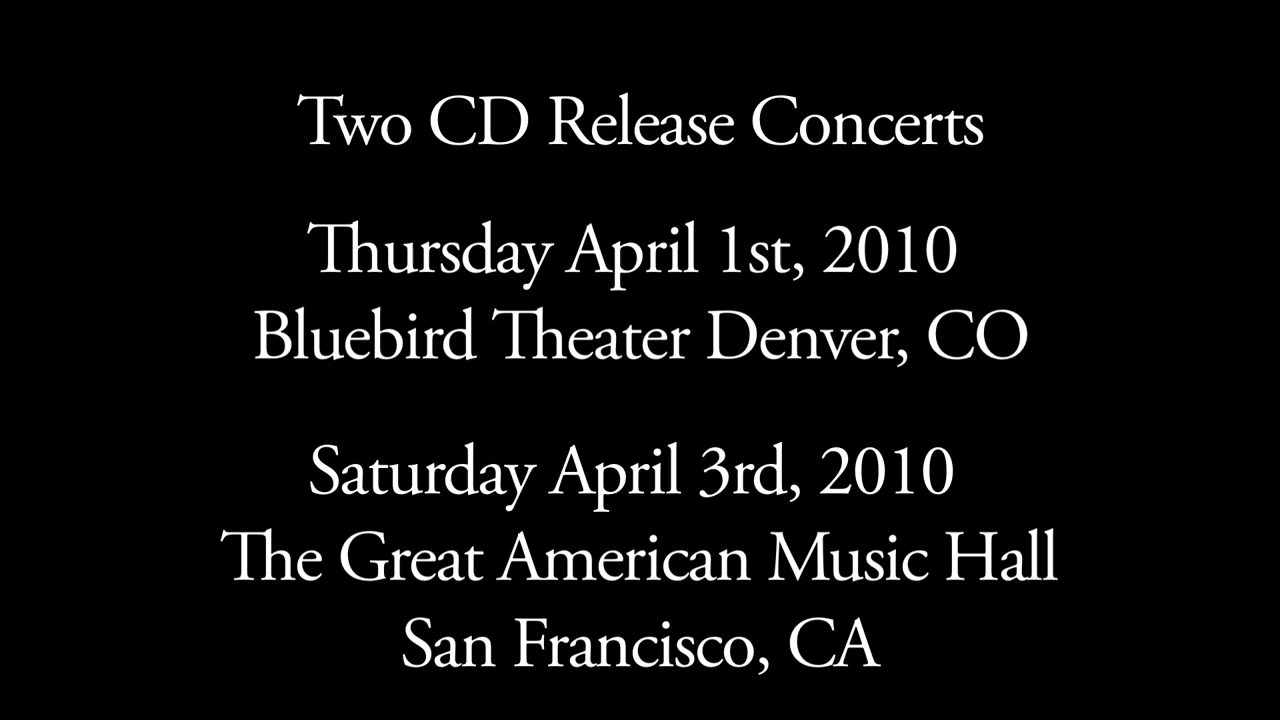 Two CD Release Concerts
Thursday April 1st, 2010
Bluebird Theater Denver, CO
Saturday April 3rd, 2010
The Great American Music Hall
San Francisco, CA